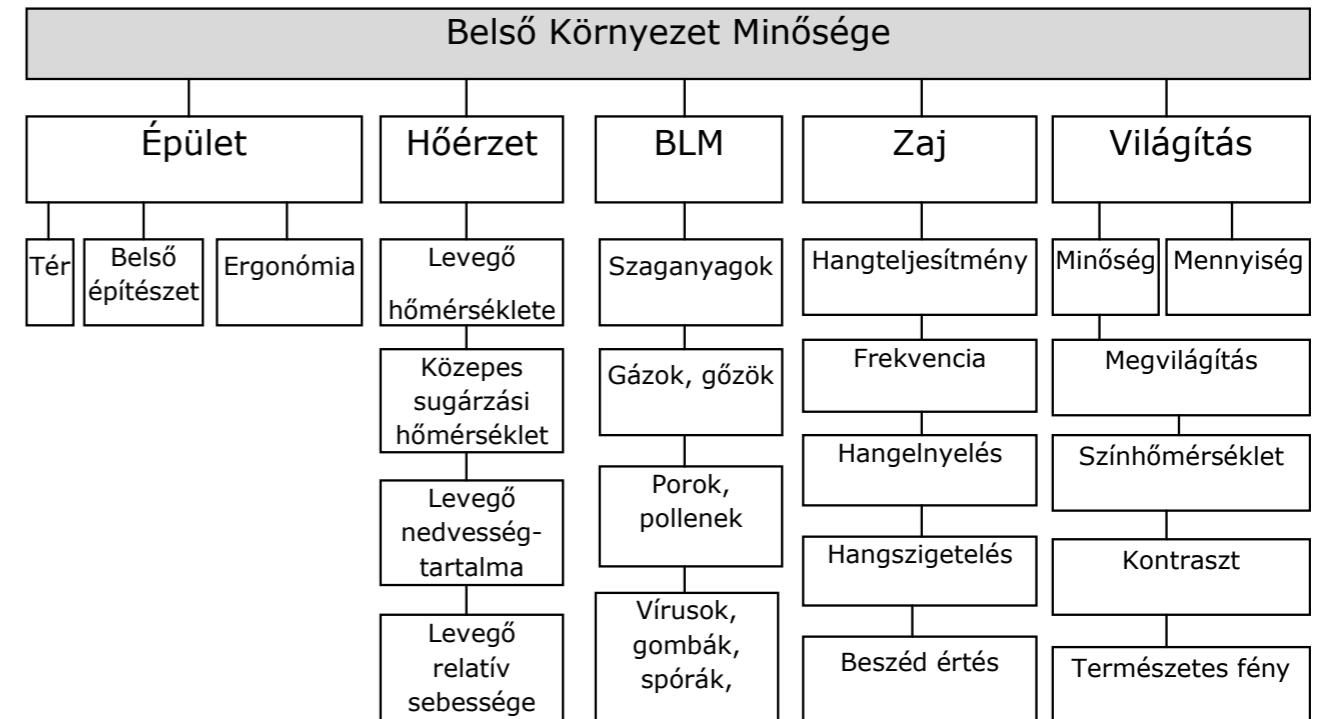 Belső Környezet Minősége
Épület
Hőérzet
BLM
Zaj
Világítás
Tér
Belső
építészet
Ergonómia
Levegő
hőmérséklete
Közepes
sugárzási
hőmérséklet
Levegő
nedvesség-
tartalma
Levegő
relatív
sebessége
Szaganyagok
Gázok, gőzök
Porok,
pollenek
Vírusok,
gombák,
spórák,
Hangteljesítmény
Frekvencia
Hangelnyelés
Hangszigetelés
Beszéd értés
Minőség
Mennyiség
Megvilágítás
Színhőmérséklet
Kontraszt
Természetes fény